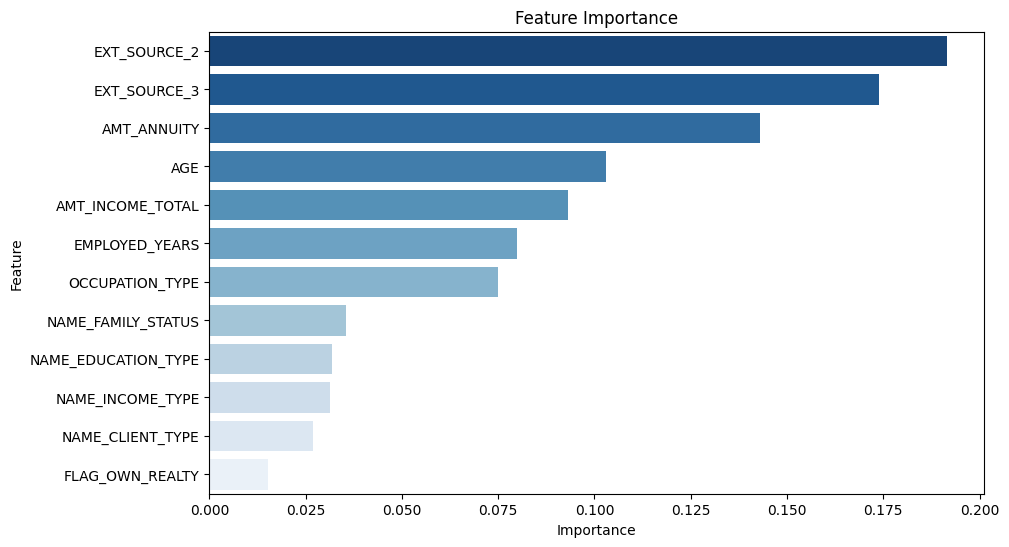 Feature Importance
EXT_SOURCE_2
EXT_SOURCE_3
AMT_ANNUITY
AGE
AMT_INCOME_TOTAL
EMPLOYED_YEARS
OCCUPATION_TYPE
NAME_FAMILY_STATUS
NAME_EDUCATION_TYPE
NAME_INCOME_TYPE
NAME_CLIENT_TYPE
FLAG_OWN_REALTY
Feature
0.000 0.025 0.050 0.075 0.100 0.125 0.150 0.175 0.200
Importance